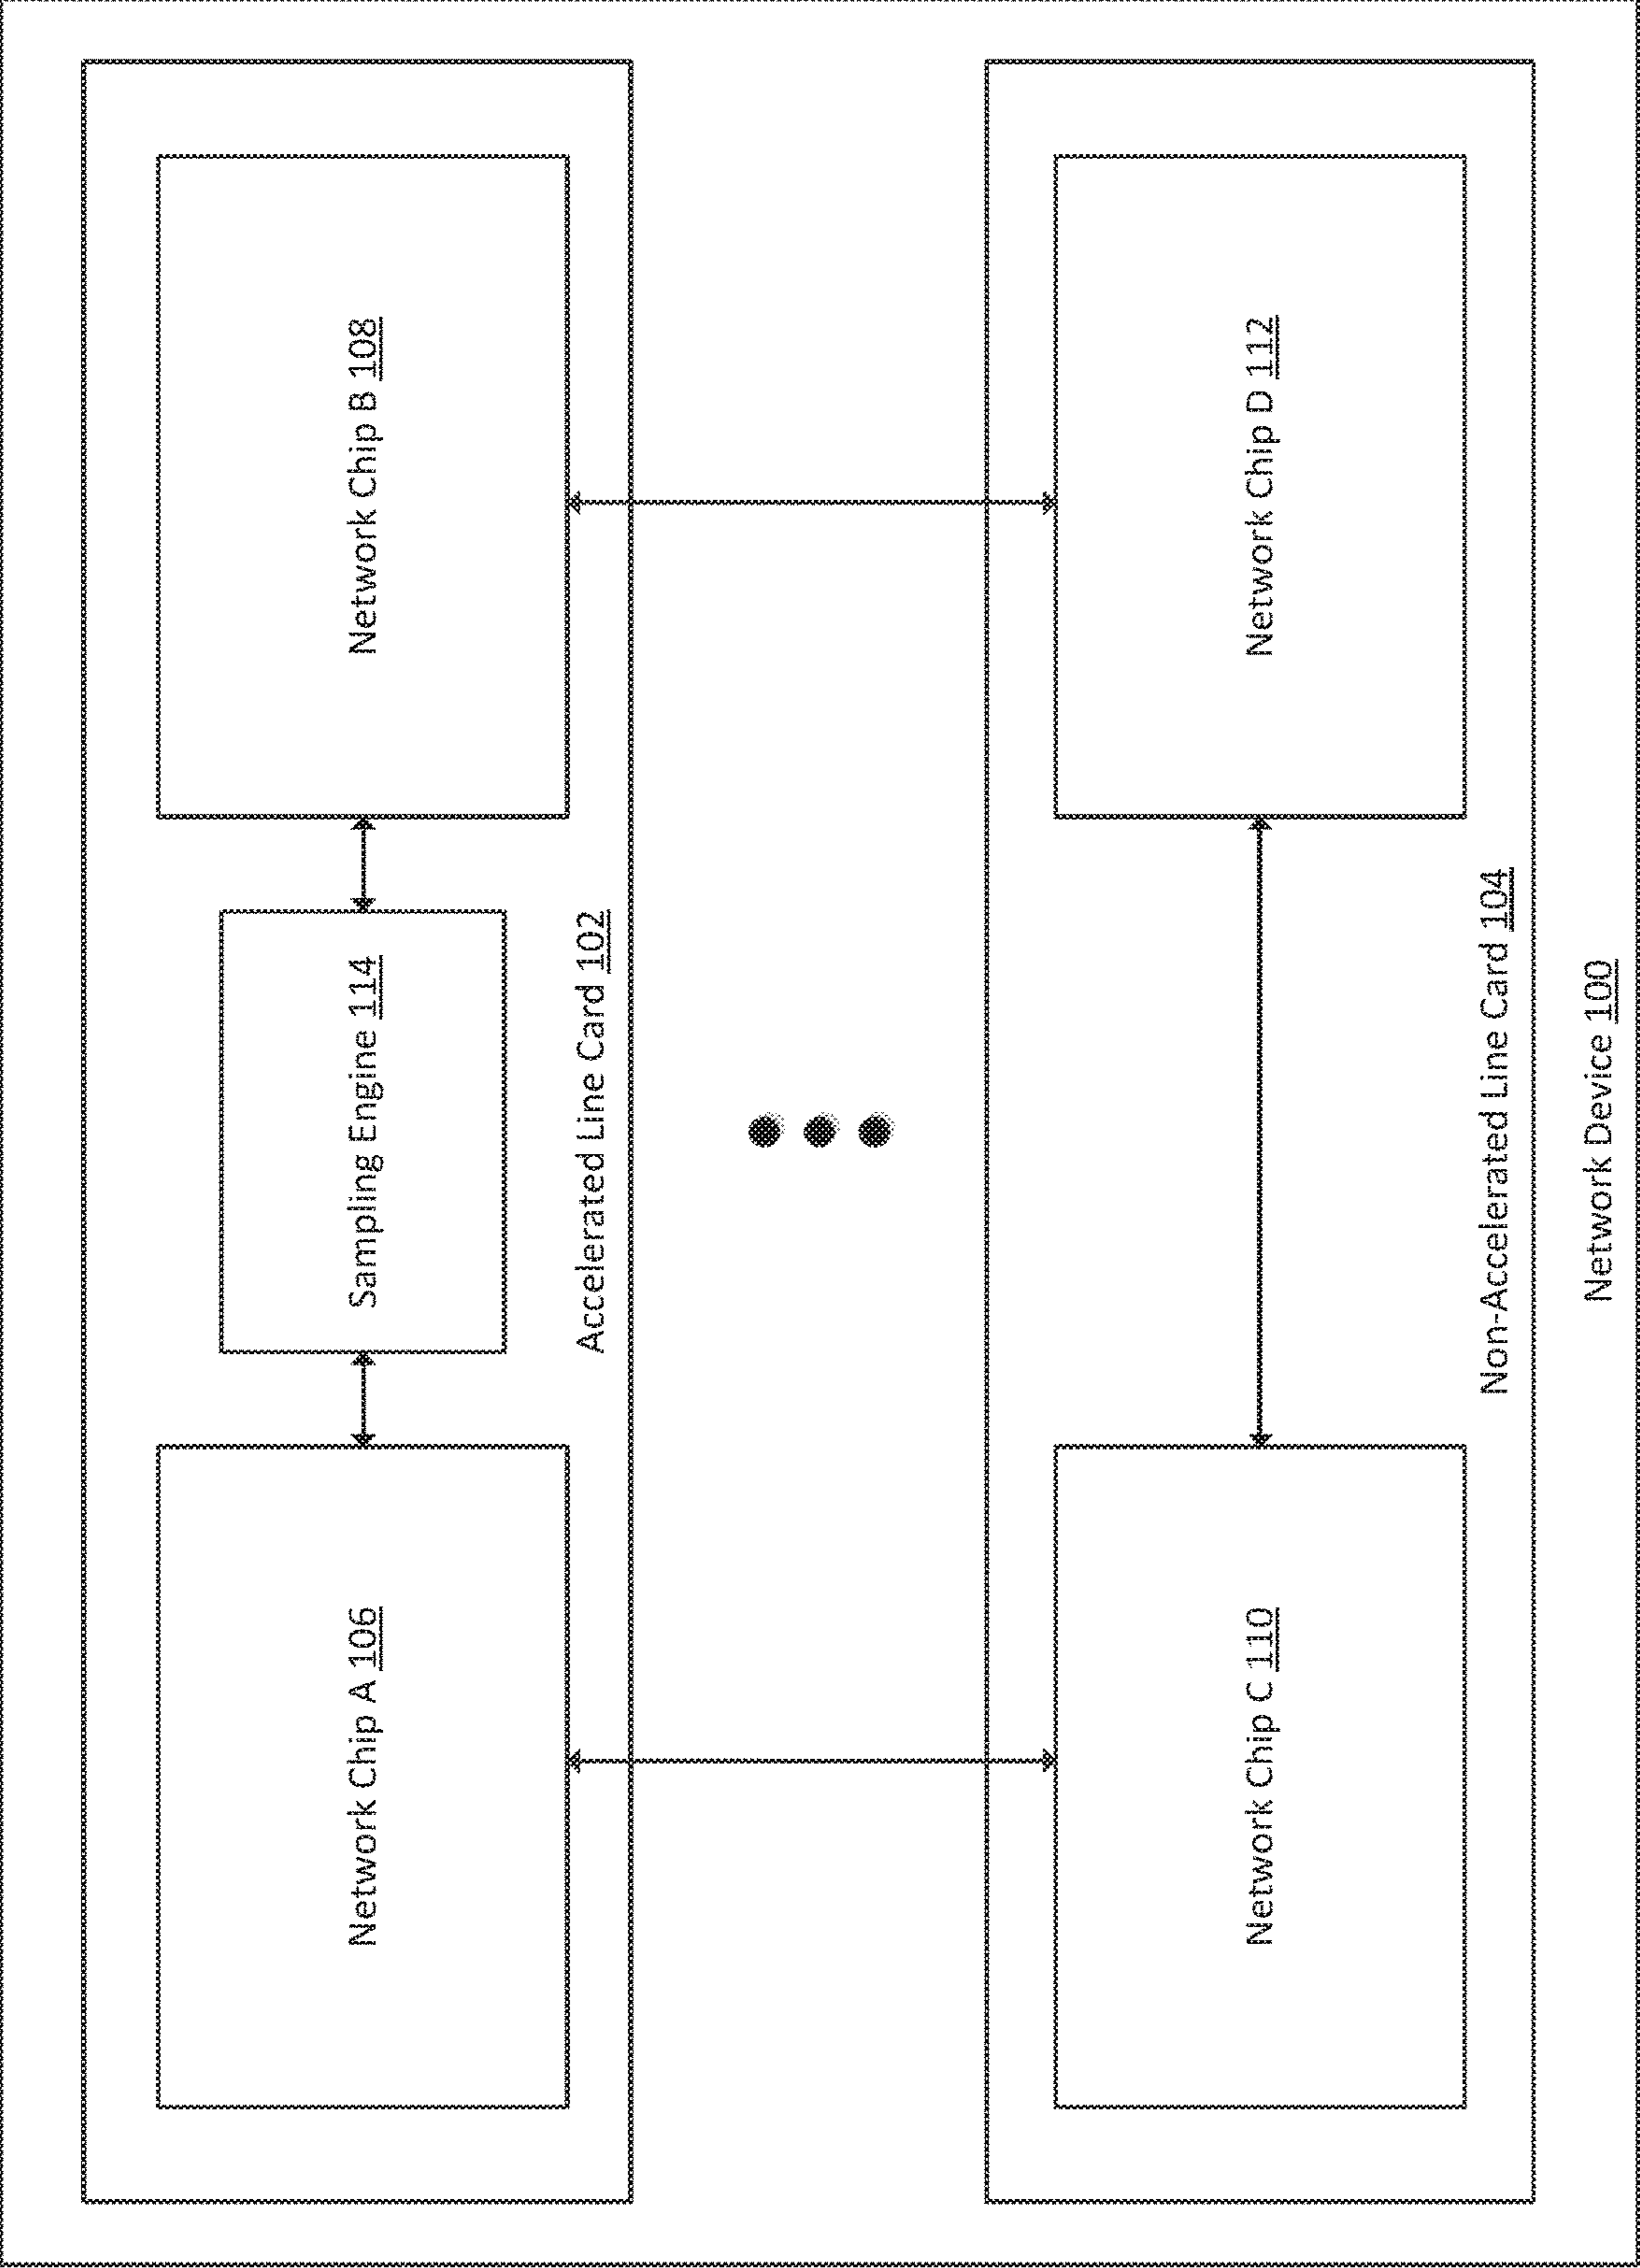 Network Chip A 106
Sampling Engine 114
Network Chip B 108
Accelerated Line Card 102
Network Chip C 110
Network Chip D 112
Non-Accelerated Line Card 104
Network Device 100